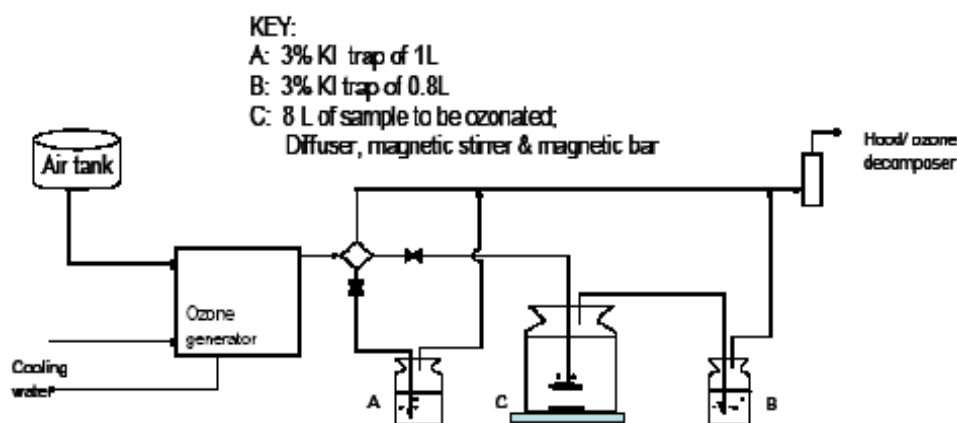 KEY:
A: 3% KI trap of 1L
B: 3% KI trap of 0.8L
C: 8 L of sample to be ozonated;
Diffuser, magnetic stirrer & magnetic bar
Air tank
Hood/ ozone
decomposer
Ozone
generator
Cooling
water
A
C
B